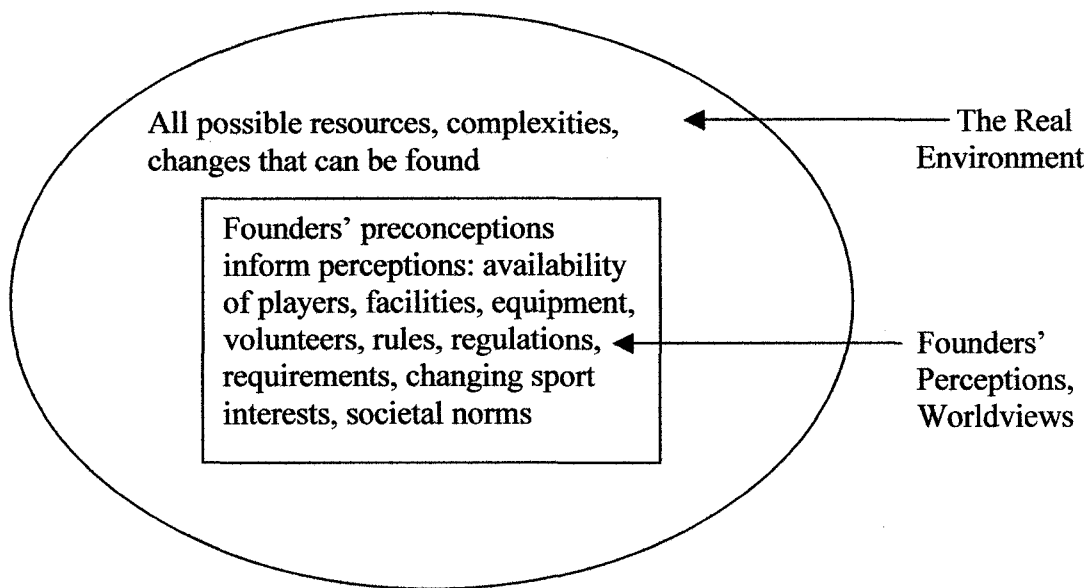 All possible resources, complexities,
changes that can be found
The Real
Environment
Founders’ preconceptions
inform perceptions: availability
of players, facilities, equipment,
volunteers, rules, regulations,
requirements, changing sport
interests, societal norms
Founders’
Perceptions,
Worldviews